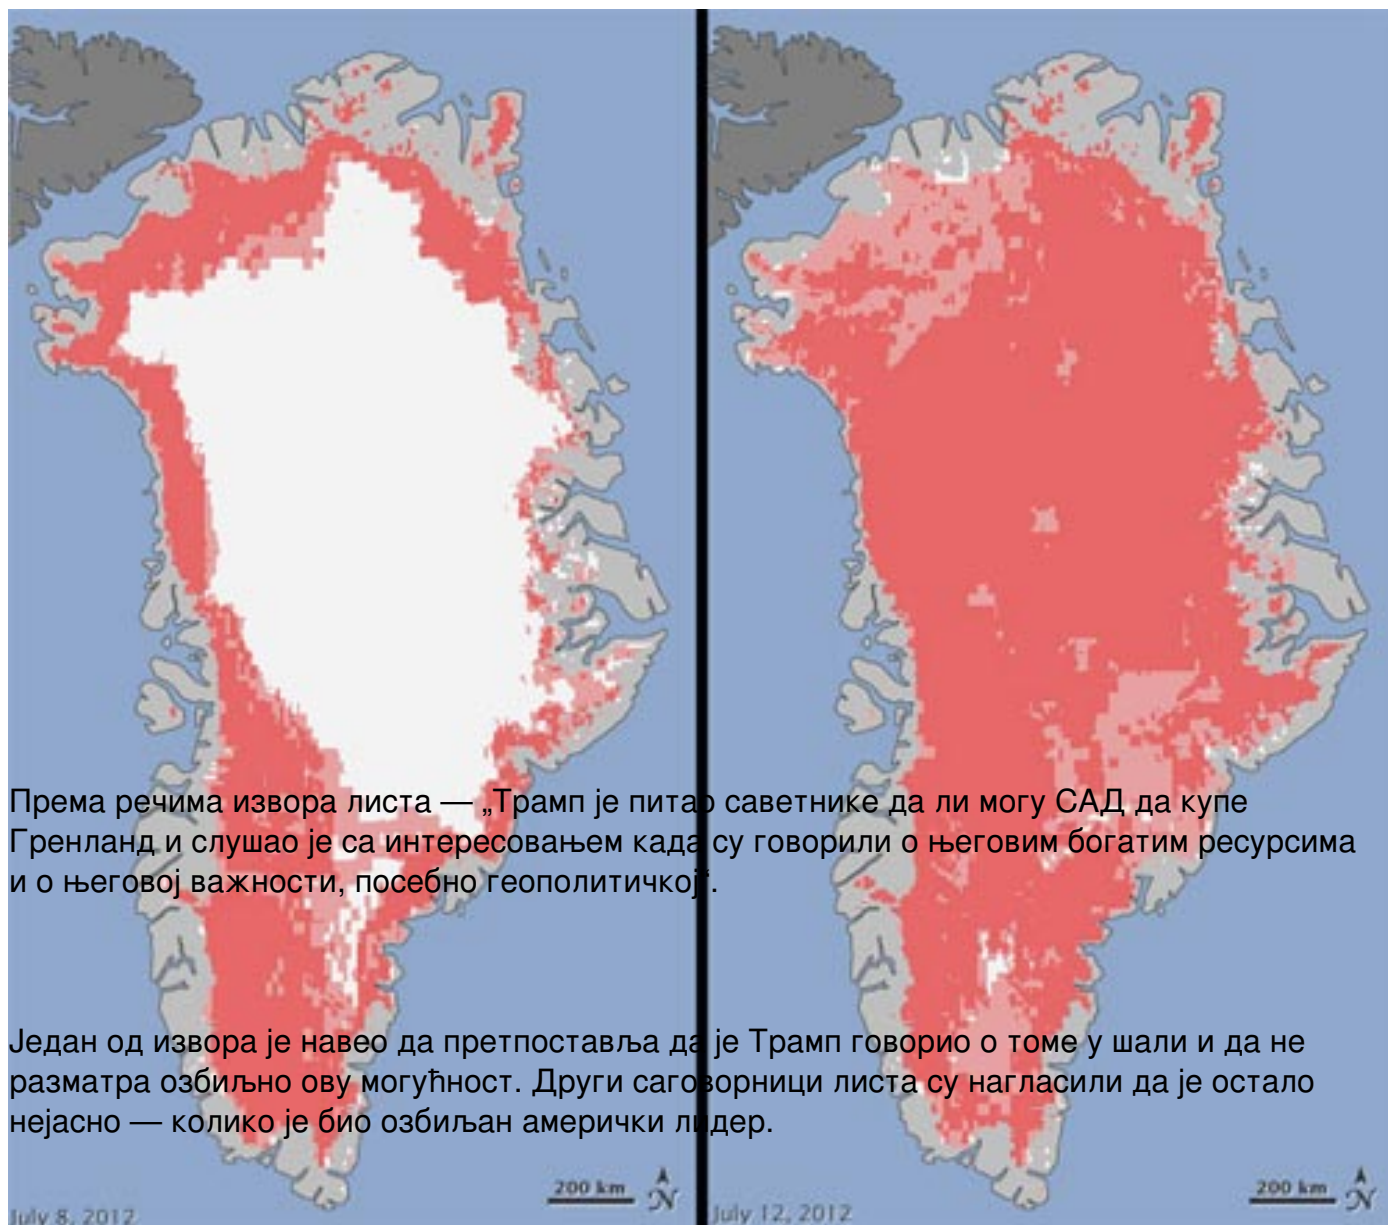 Према речима извора листа — „Трамп је питао саветнике да ли могу САД да купе
Гренланд и слушао је са интересовањем када су говорили о његовим богатим ресурсима
и о његовој важности, посебно геополитичкој“.
Један од извора је навео да претпоставља да је Трамп говорио о томе у шали и да не
разматра озбиљно ову могућност. Други саговорници листа су нагласили да је остало
нејасно — колико је био озбиљан амерички лидер.
200 km N
200 km N
July 8, 2012
July 12, 2012